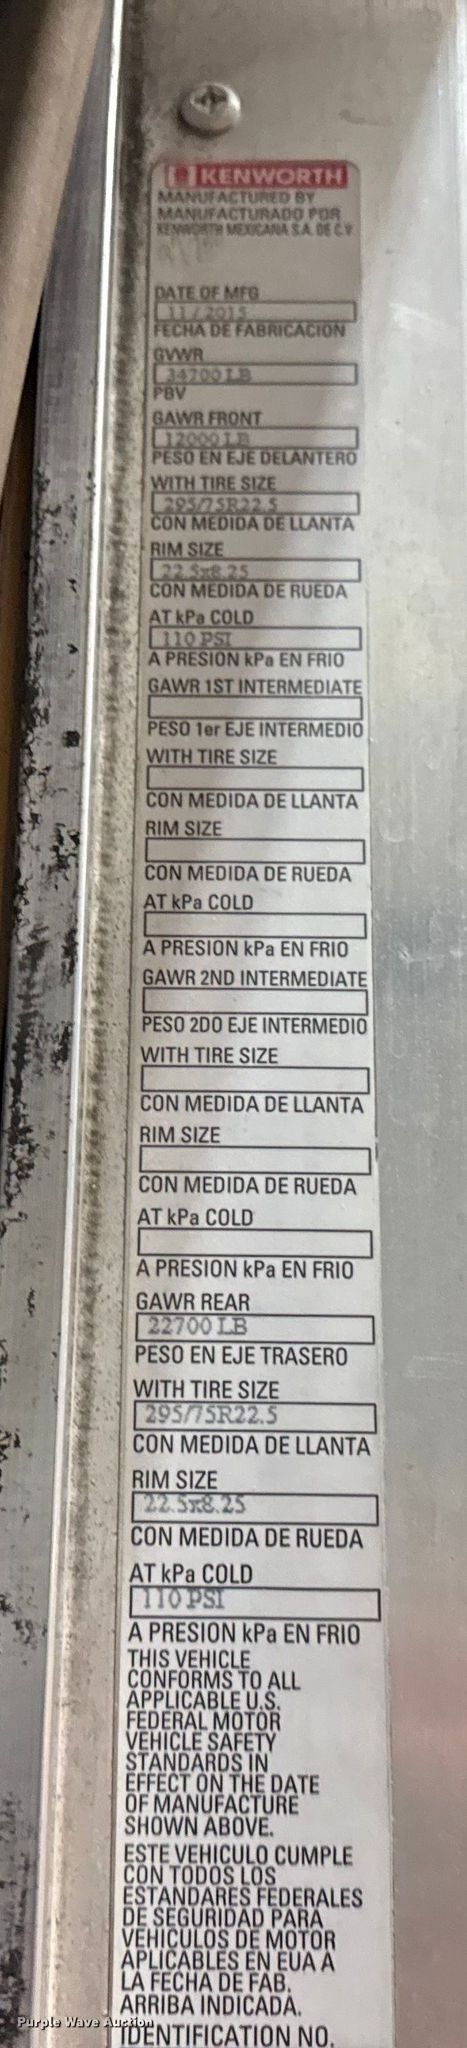 KENWORTH
MANUFACTURED BY
MANUFACTURADO POR
KENWORTH MEXICANA S.A. DE C.V.
DATE OF MFG
11/2015
FECHA DE FABRICACION
GVWR
34700 LB
PBV
GAWR FRONT
12000 LB
PESO EN EJE DELANTERO
WITH TIRE SIZE
295/75R22.5
CON MEDIDA DE LLANTA
RIM SIZE
22.5x8.25
CON MEDIDA DE RUEDA
AT kPa COLD
110 PSI
A PRESION kPa EN FRIO
GAWR 1ST INTERMEDIATE
PESO 1er EJE INTERMEDIO
WITH TIRE SIZE
CON MEDIDA DE LLANTA
RIM SIZE
CON MEDIDA DE RUEDA
AT kPa COLD
A PRESION kPa EN FRIO
GAWR 2ND INTERMEDIATE
PESO 2DO EJE INTERMEDIO
WITH TIRE SIZE
CON MEDIDA DE LLANTA
RIM SIZE
CON MEDIDA DE RUEDA
AT kPa COLD
A PRESION kPa EN FRIO
GAWR REAR
22700 LB
PESO EN EJE TRASERO
WITH TIRE SIZE
295/75R22.5
CON MEDIDA DE LLANTA
RIM SIZE
22.5x8.25
CON MEDIDA DE RUEDA
AT kPa COLD
110 PSI
A PRESION kPa EN FRIO
THIS VEHICLE
CONFORMS TO ALL
APPLICABLE U.S.
FEDERAL MOTOR
VEHICLE SAFETY
STANDARDS IN
EFFECT ON THE DATE
OF MANUFACTURE
SHOWN ABOVE.
ESTE VEHICULO CUMPLE
CON TODOS LOS
ESTANDARES FEDERALES
DE SEGURIDAD PARA
VEHICULOS DE MOTOR
APLICABLES EN EUA A
LA FECHA DE FAB.
ARRIBA INDICADA.
Purple Wave Auction
IDENTIFICATION NO.